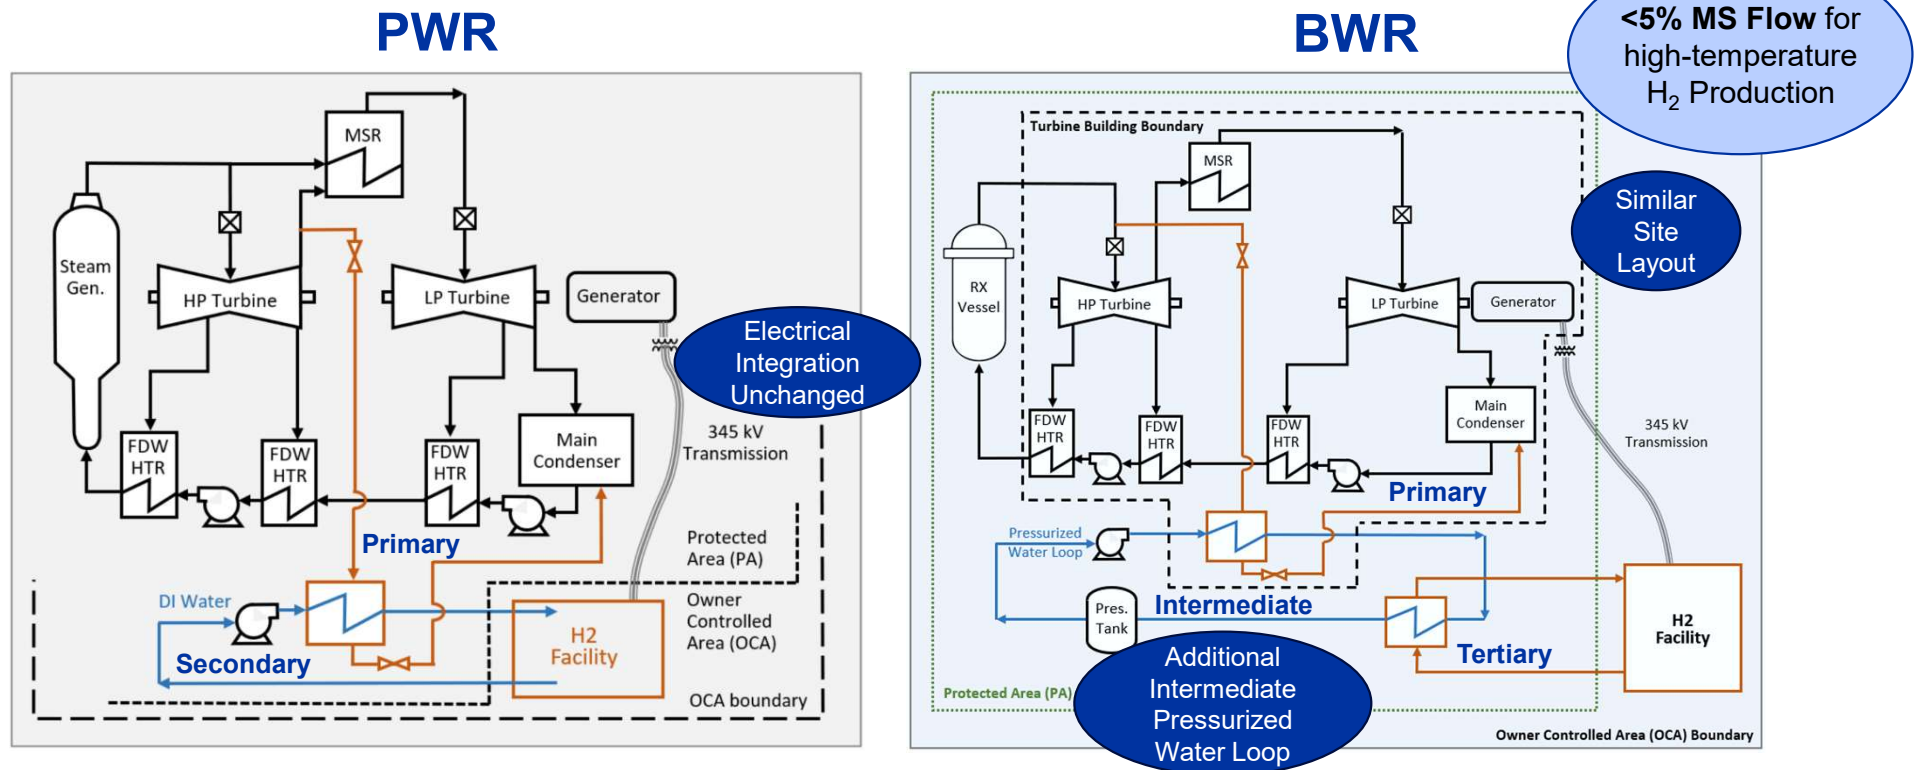 PWR
MSR
Steam
Gen.
HP Turbine
LP Turbine
Generator
Electrical
Integration
Unchanged
FDW
HTR
FDW
HTR
FDW
HTR
Main
Condenser
345 kV
Transmission
Primary
Protected
Area (PA)
DI Water
Secondary
H2
Facility
Owner
Controlled
Area (OCA)
OCA boundary
BWR
<5% MS Flow for
high-temperature
H₂ Production
Turbine Building Boundary
MSR
Similar
Site
Layout
RX
Vessel
HP Turbine
LP Turbine
Generator
FDW
HTR
FDW
HTR
FDW
HTR
Main
Condenser
345 kV
Transmission
Primary
Pressurized
Water Loop
Pres.
Tank
Intermediate
H2
Facility
Tertiary
Additional
Intermediate
Pressurized
Water Loop
Protected Area (PA)
Owner Controlled Area (OCA) Boundary